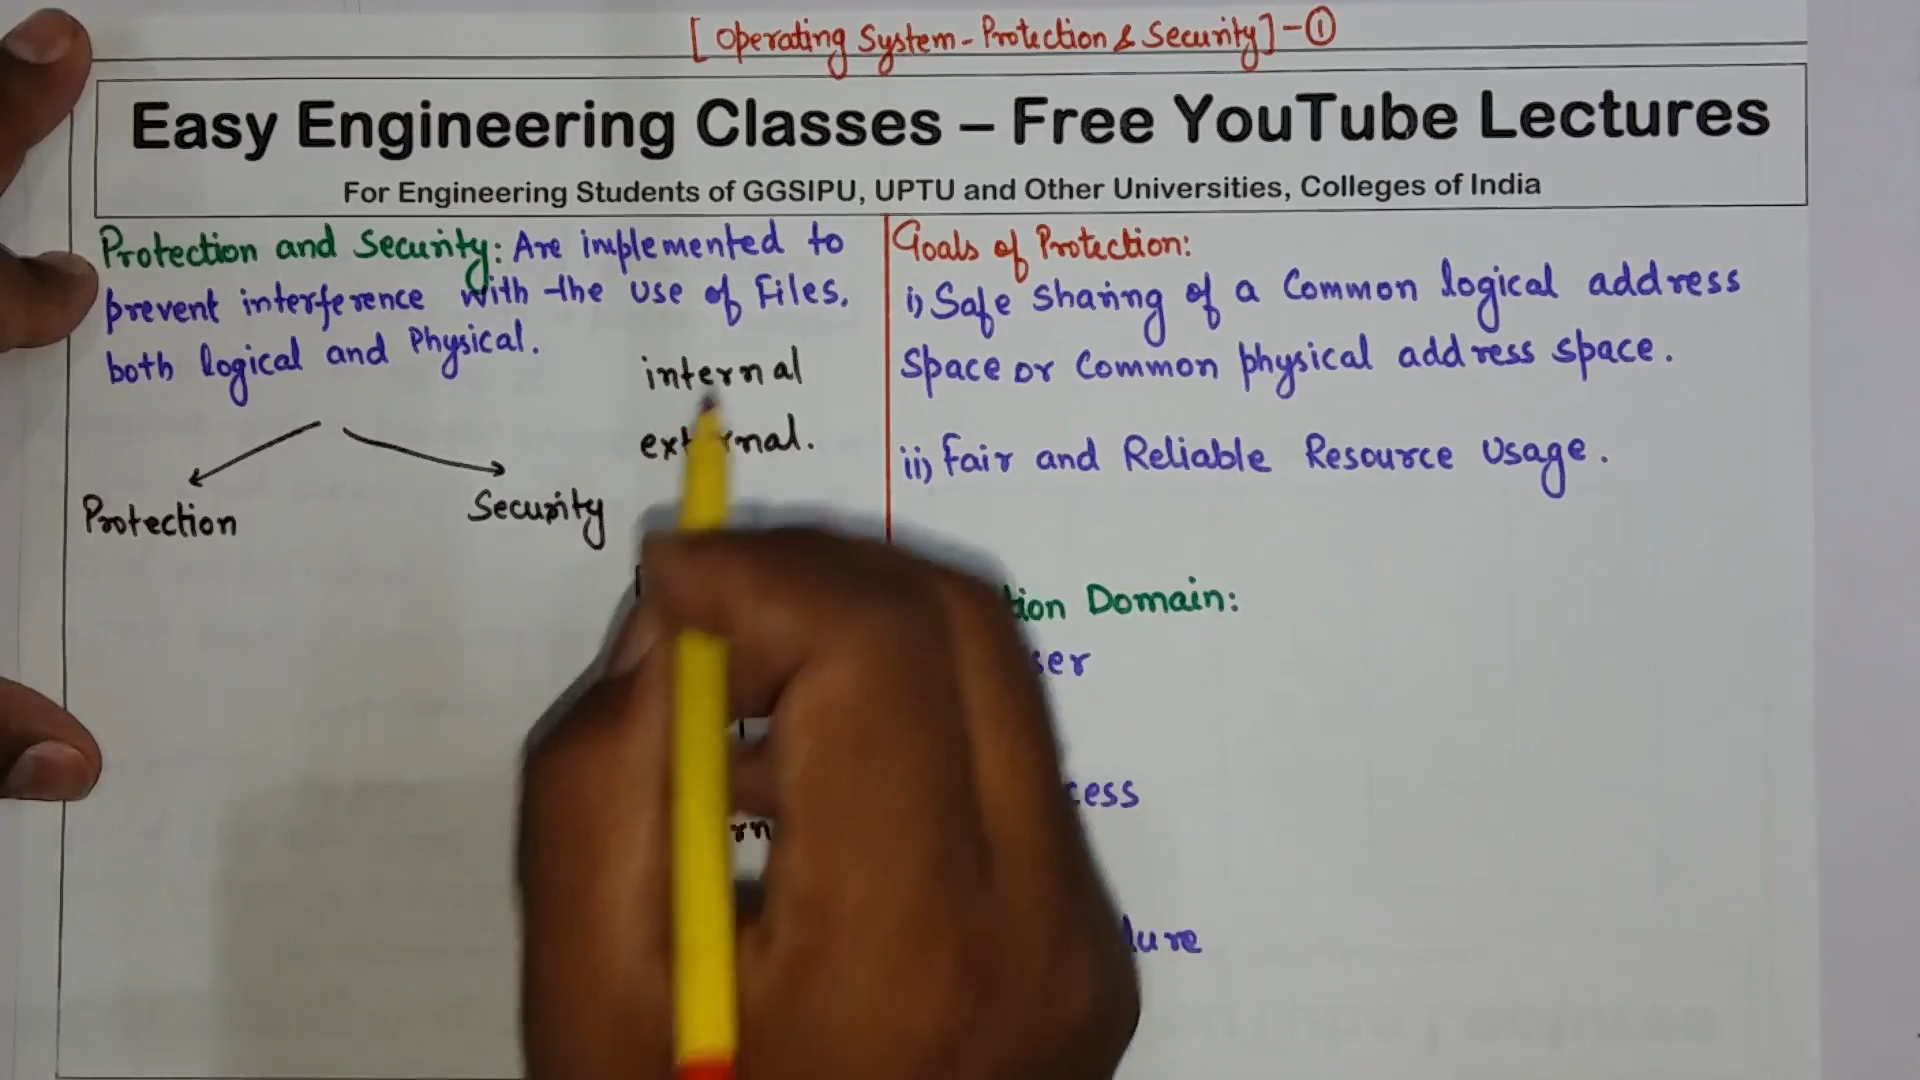 [Operating System - Protection & Security] - ①
Easy Engineering Classes – Free YouTube Lectures
For Engineering Students of GGSIPU, UPTU and Other Universities, Colleges of India
Protection and Security: Are implemented to
prevent interference with the use of Files.
both logical and Physical.
internal
external.
Protection
Security
Goals of Protection:
i) Safe Sharing of a Common logical address
Space or Common physical address space.
ii) Fair and Reliable Resource Usage.
Domain: